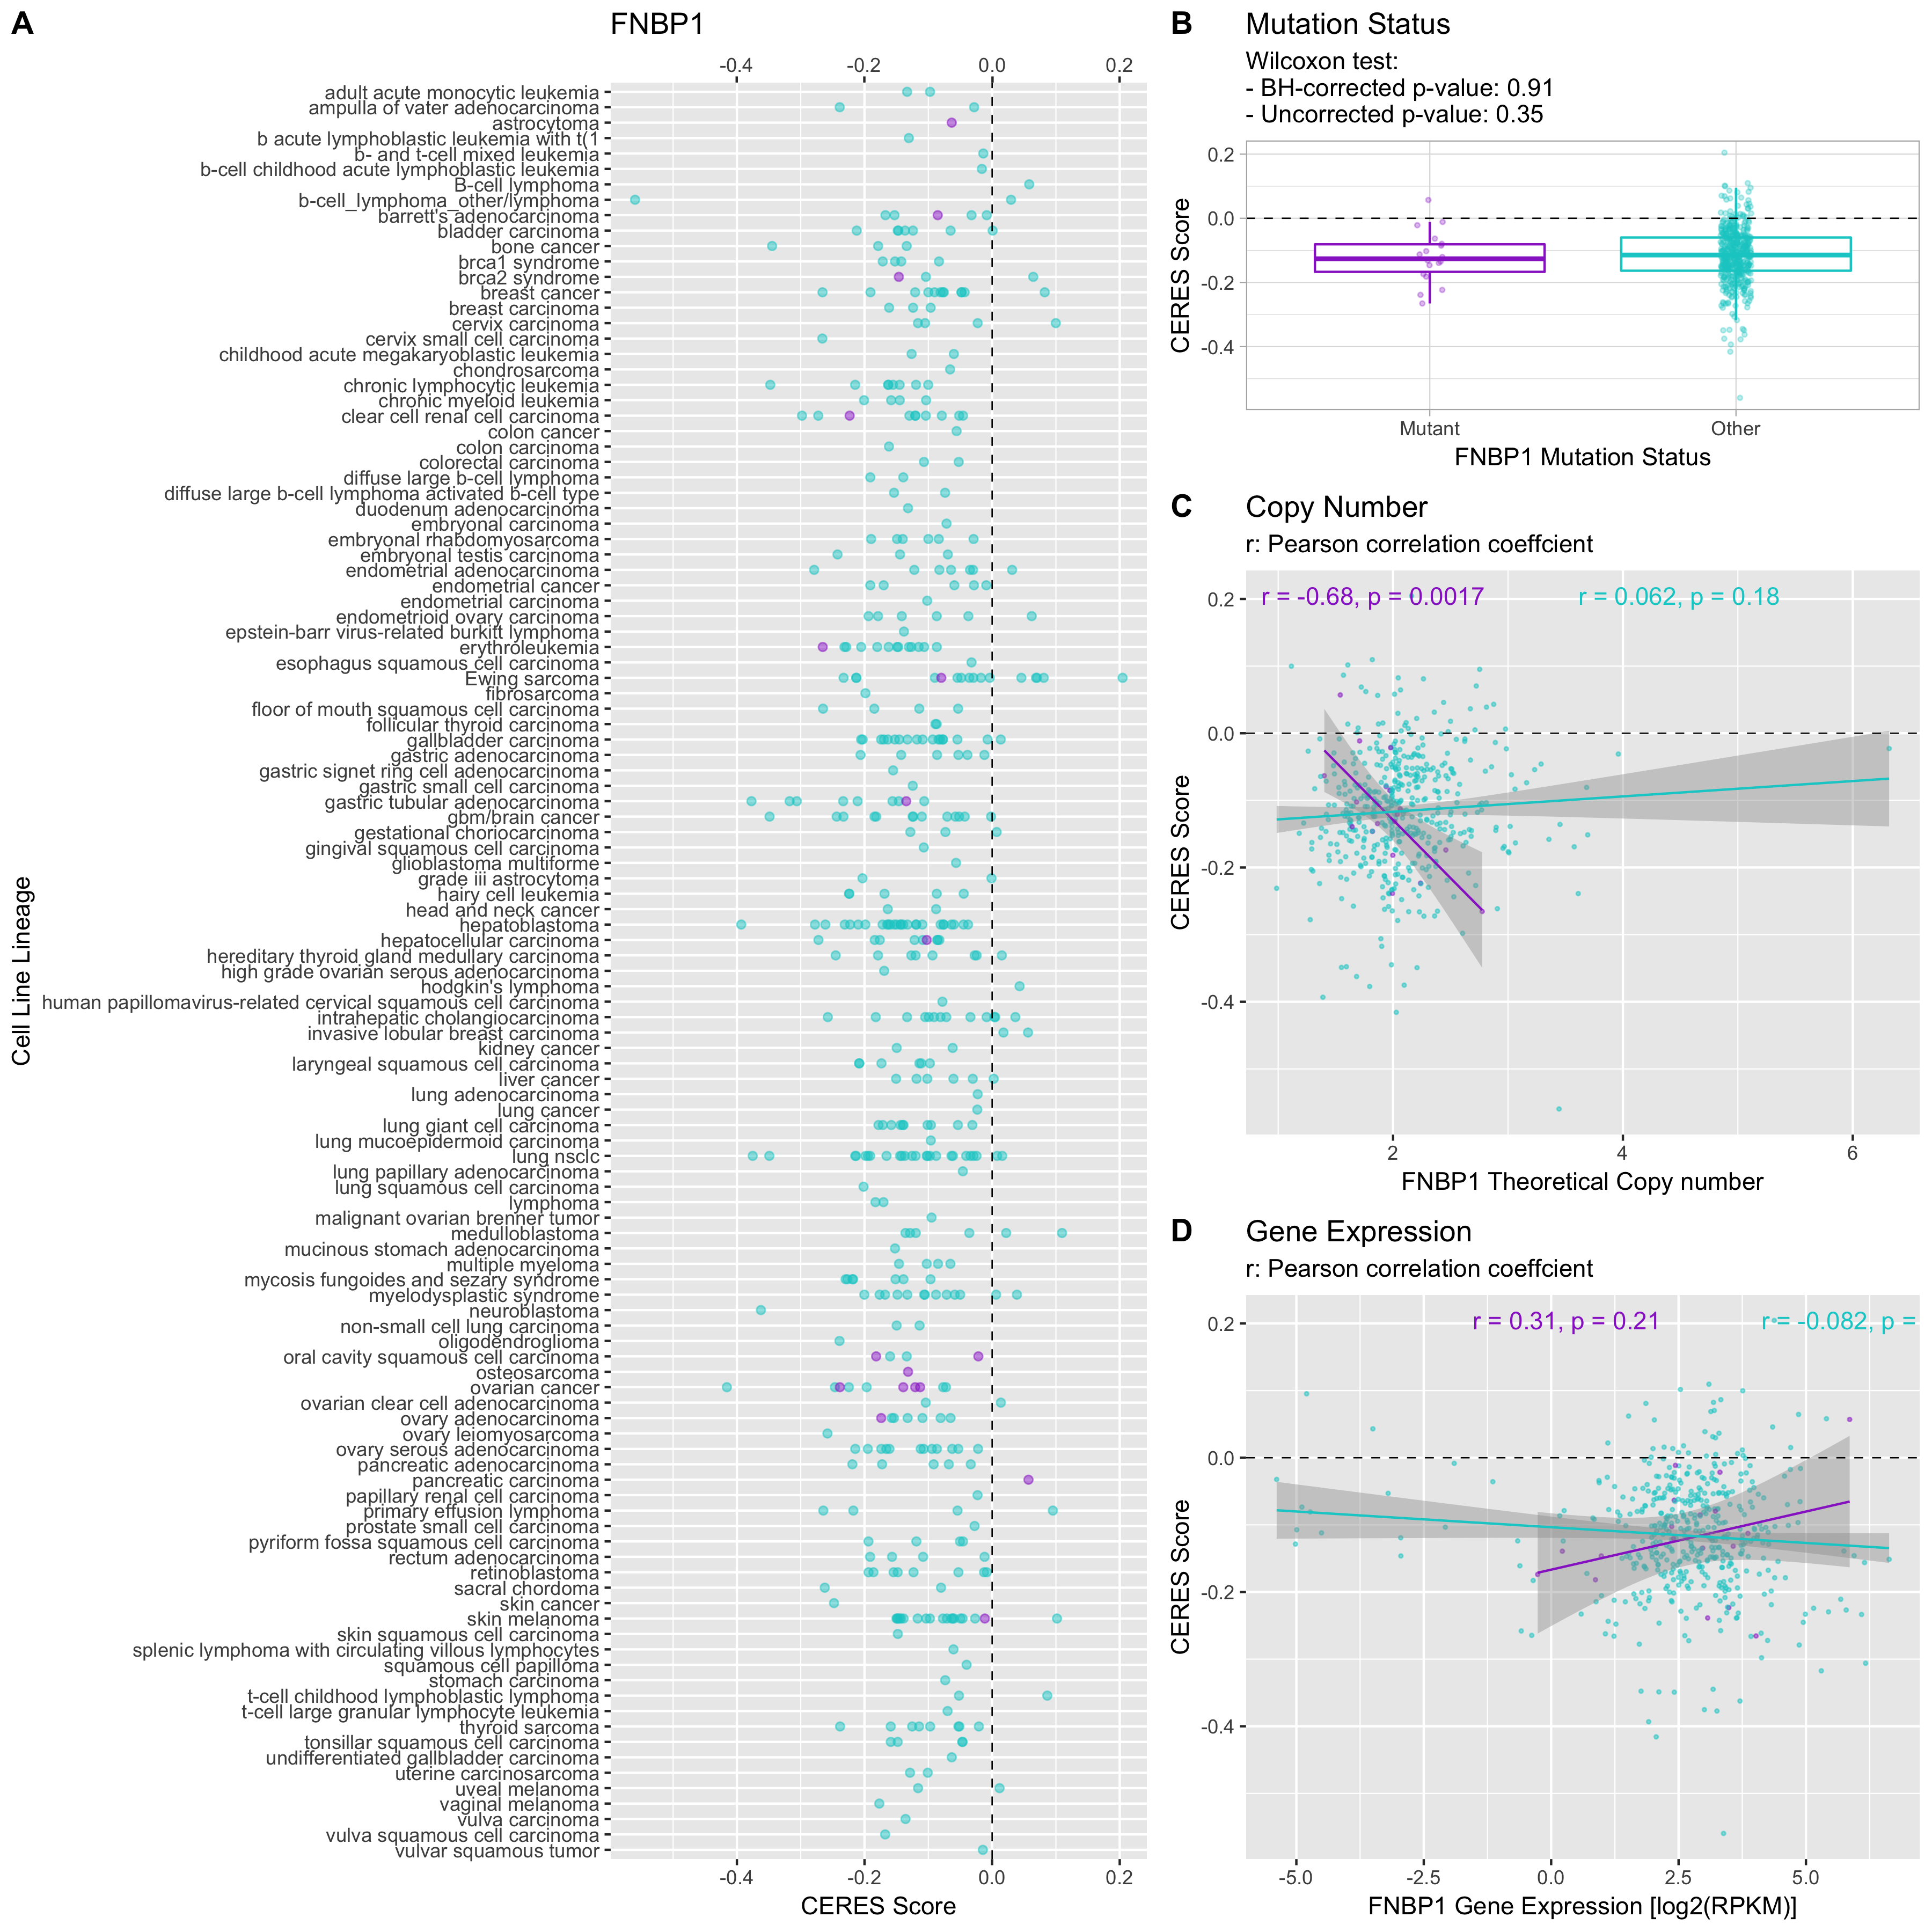 A
FNBP1
-0.4 -0.2 0.0 0.2
adult acute monocytic leukemia
ampulla of vater adenocarcinoma
astrocytoma
b acute lymphoblastic leukemia with t(1
b- and t-cell mixed leukemia
b-cell childhood acute lymphoblastic leukemia
B-cell lymphoma
b-cell_lymphoma_other/lymphoma
barrett's adenocarcinoma
bladder carcinoma
bone cancer
brca1 syndrome
brca2 syndrome
breast cancer
breast carcinoma
cervix carcinoma
cervix small cell carcinoma
childhood acute megakaryoblastic leukemia
chondrosarcoma
chronic lymphocytic leukemia
chronic myeloid leukemia
clear cell renal cell carcinoma
colon cancer
colon carcinoma
colorectal carcinoma
diffuse large b-cell lymphoma
diffuse large b-cell lymphoma activated b-cell type
duodenum adenocarcinoma
embryonal carcinoma
embryonal rhabdomyosarcoma
embryonal testis carcinoma
endometrial adenocarcinoma
endometrial cancer
endometrial carcinoma
endometrioid ovary carcinoma
epstein-barr virus-related burkitt lymphoma
erythroleukemia
esophagus squamous cell carcinoma
Ewing sarcoma
fibrosarcoma
floor of mouth squamous cell carcinoma
follicular thyroid carcinoma
gallbladder carcinoma
gastric adenocarcinoma
gastric signet ring cell adenocarcinoma
gastric small cell carcinoma
gastric tubular adenocarcinoma
gbm/brain cancer
gestational choriocarcinoma
gingival squamous cell carcinoma
glioblastoma multiforme
grade iii astrocytoma
hairy cell leukemia
head and neck cancer
hepatoblastoma
hepatocellular carcinoma
hereditary thyroid gland medullary carcinoma
high grade ovarian serous adenocarcinoma
hodgkin's lymphoma
human papillomavirus-related cervical squamous cell carcinoma
intrahepatic cholangiocarcinoma
invasive lobular breast carcinoma
kidney cancer
laryngeal squamous cell carcinoma
liver cancer
lung adenocarcinoma
lung cancer
lung giant cell carcinoma
lung mucoepidermoid carcinoma
lung nsclc
lung papillary adenocarcinoma
lung squamous cell carcinoma
lymphoma
malignant ovarian brenner tumor
medulloblastoma
mucinous stomach adenocarcinoma
multiple myeloma
mycosis fungoides and sezary syndrome
myelodysplastic syndrome
neuroblastoma
non-small cell lung carcinoma
oligodendroglioma
oral cavity squamous cell carcinoma
osteosarcoma
ovarian cancer
ovarian clear cell adenocarcinoma
ovary adenocarcinoma
ovary leiomyosarcoma
ovary serous adenocarcinoma
pancreatic adenocarcinoma
pancreatic carcinoma
papillary renal cell carcinoma
primary effusion lymphoma
prostate small cell carcinoma
pyriform fossa squamous cell carcinoma
rectum adenocarcinoma
retinoblastoma
sacral chordoma
skin cancer
skin melanoma
skin squamous cell carcinoma
splenic lymphoma with circulating villous lymphocytes
squamous cell papilloma
stomach carcinoma
t-cell childhood lymphoblastic lymphoma
t-cell large granular lymphocyte leukemia
thyroid sarcoma
tonsillar squamous cell carcinoma
undifferentiated gallbladder carcinoma
uterine carcinosarcoma
uveal melanoma
vaginal melanoma
vulva carcinoma
vulva squamous cell carcinoma
vulvar squamous tumor
-0.4 -0.2 0.0 0.2
CERES Score
Cell Line Lineage
B
Mutation Status
Wilcoxon test:
- BH-corrected p-value: 0.91
- Uncorrected p-value: 0.35
0.2
0.0
-0.2
-0.4
CERES Score
Mutant Other
FNBP1 Mutation Status
C
Copy Number
r: Pearson correlation coeffcient
r = -0.68, p = 0.0017 r = 0.062, p = 0.18
0.2
0.0
-0.2
-0.4
CERES Score
2 4 6
FNBP1 Theoretical Copy number
D
Gene Expression
r: Pearson correlation coeffcient
r = 0.31, p = 0.21 r = -0.082, p =
0.2
0.0
-0.2
-0.4
CERES Score
-5.0 -2.5 0.0 2.5 5.0
FNBP1 Gene Expression [log2(RPKM)]